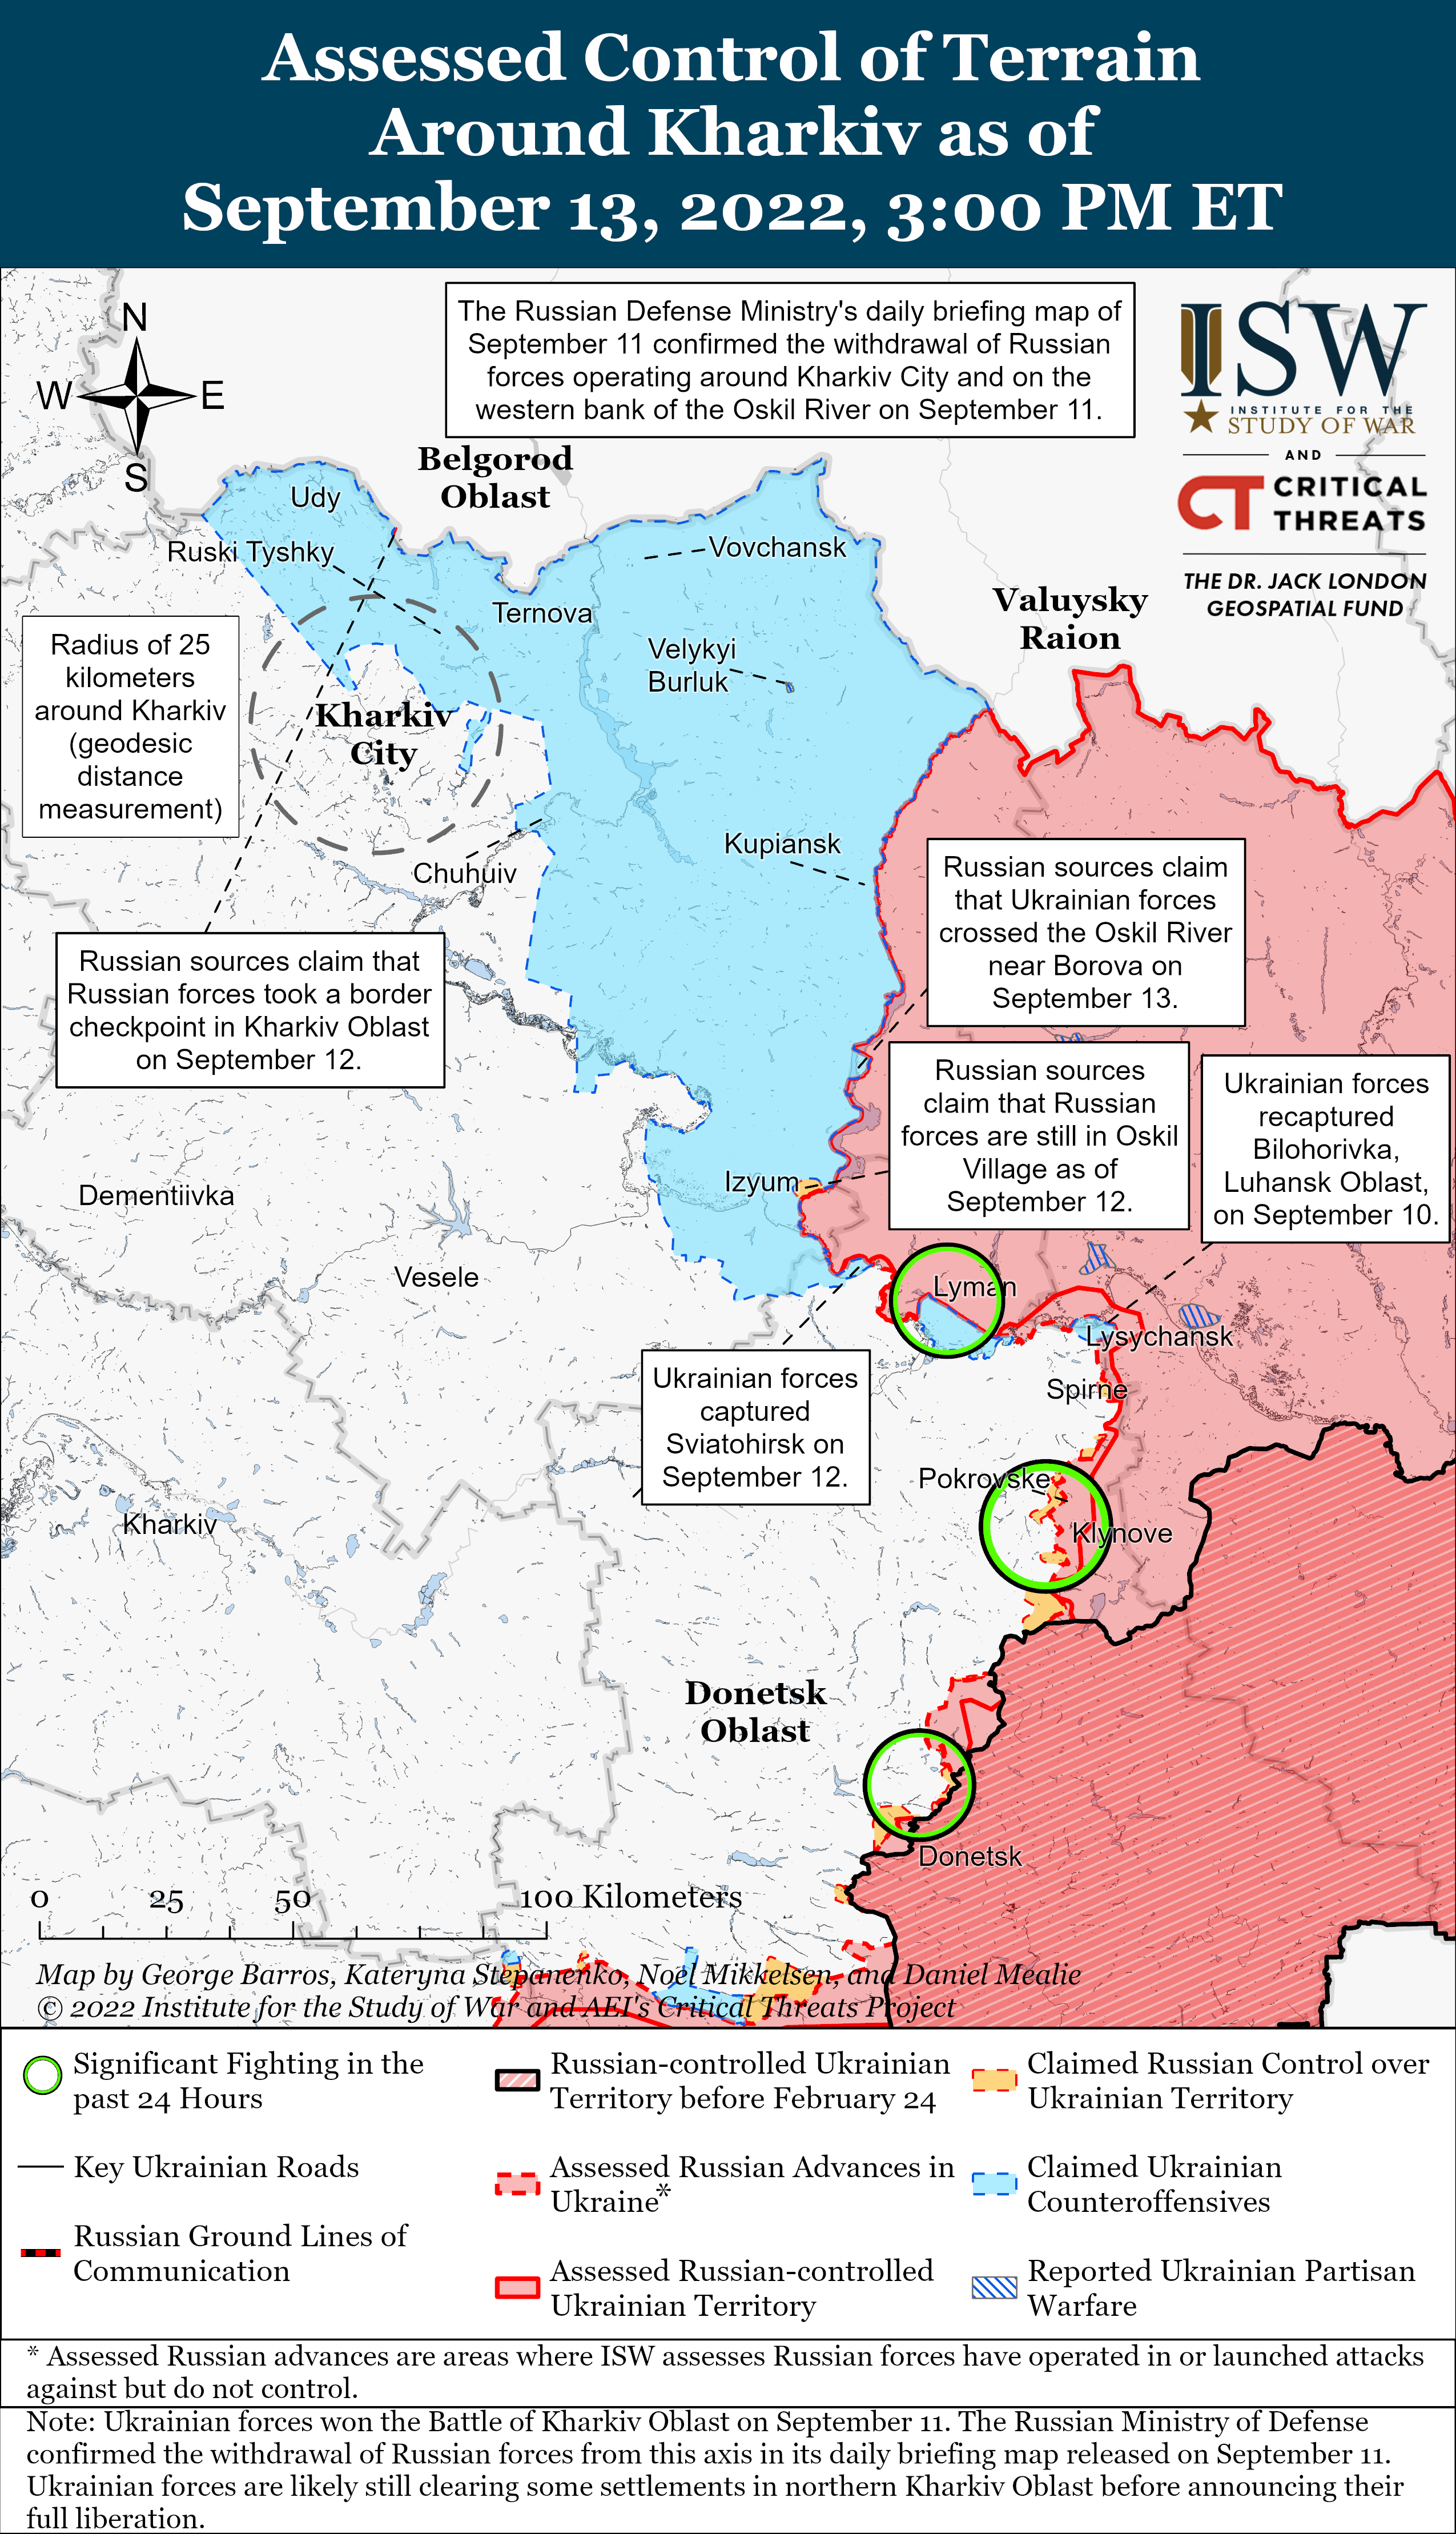 Assessed Control of Terrain
Around Kharkiv as of
September 13, 2022, 3:00 PM ET
N
W
E
S
The Russian Defense Ministry's daily briefing map of
September 11 confirmed the withdrawal of Russian
forces operating around Kharkiv City and on the
western bank of the Oskil River on September 11.
ISW
INSTITUTE FOR THE
STUDY OF WAR
AND
CT CRITICAL
THREATS
THE DR. JACK LONDON
GEOSPATIAL FUND
Belgorod
Oblast
Udy
Ruski Tyshky
Vovchansk
Ternova
Valuysky
Raion
Radius of 25
kilometers
around Kharkiv
(geodesic
distance
measurement)
Velykyi
Burluk
Kharkiv
City
Kupiansk
Chuhuiv
Russian sources claim
that Ukrainian forces
crossed the Oskil River
near Borova on
September 13.
Russian sources claim that
Russian forces took a border
checkpoint in Kharkiv Oblast
on September 12.
Russian sources
claim that Russian
forces are still in Oskil
Village as of
September 12.
Ukrainian forces
recaptured
Bilohorivka,
Luhansk Oblast,
on September 10.
Izyum
Dementiivka
Vesele
Lyman
Lysychansk
Ukrainian forces
captured
Sviatohirsk on
September 12.
Spirne
Pokrovske
Klynove
Kharkiv
Donetsk
Oblast
Donetsk
0 25 50 100 Kilometers
Map by George Barros, Kateryna Stepanenko, Noel Mikkelsen, and Daniel Mealie
© 2022 Institute for the Study of War and AEI's Critical Threats Project
Significant Fighting in the
past 24 Hours
Key Ukrainian Roads
Russian Ground Lines of
Communication
Russian-controlled Ukrainian
Territory before February 24
Assessed Russian Advances in
Ukraine*
Assessed Russian-controlled
Ukrainian Territory
Claimed Russian Control over
Ukrainian Territory
Claimed Ukrainian
Counteroffensives
Reported Ukrainian Partisan
Warfare
* Assessed Russian advances are areas where ISW assesses Russian forces have operated in or launched attacks
against but do not control.
Note: Ukrainian forces won the Battle of Kharkiv Oblast on September 11. The Russian Ministry of Defense
confirmed the withdrawal of Russian forces from this axis in its daily briefing map released on September 11.
Ukrainian forces are likely still clearing some settlements in northern Kharkiv Oblast before announcing their
full liberation.